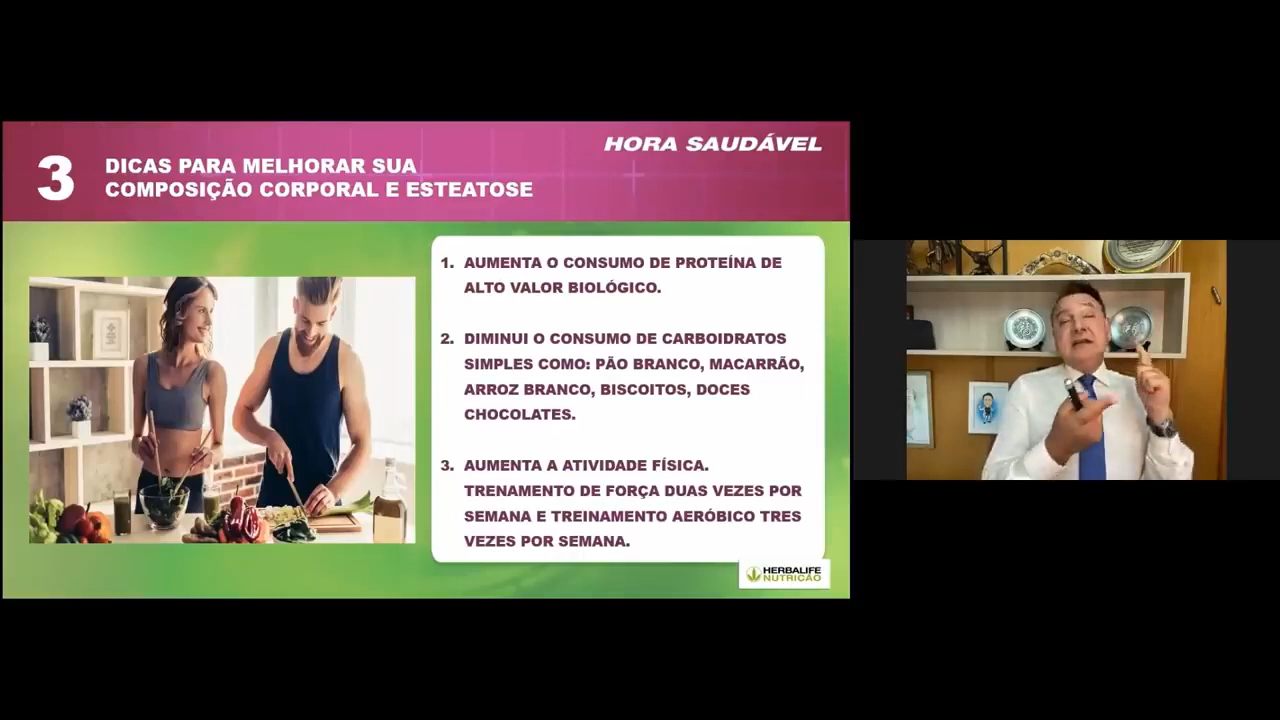 HORA SAUDÁVEL
3
DICAS PARA MELHORAR SUA
COMPOSIÇÃO CORPORAL E ESTEATOSE
1. AUMENTA O CONSUMO DE PROTEÍNA DE
ALTO VALOR BIOLÓGICO.
2. DIMINUI O CONSUMO DE CARBOIDRATOS
SIMPLES COMO: PÃO BRANCO, MACARRÃO,
ARROZ BRANCO, BISCOITOS, DOCES
CHOCOLATES.
3. AUMENTA A ATIVIDADE FÍSICA.
TRENAMENTO DE FORÇA DUAS VEZES POR
SEMANA E TREINAMENTO AERÓBICO TRES
VEZES POR SEMANA.
HERBALIFE
NUTRIÇÃO